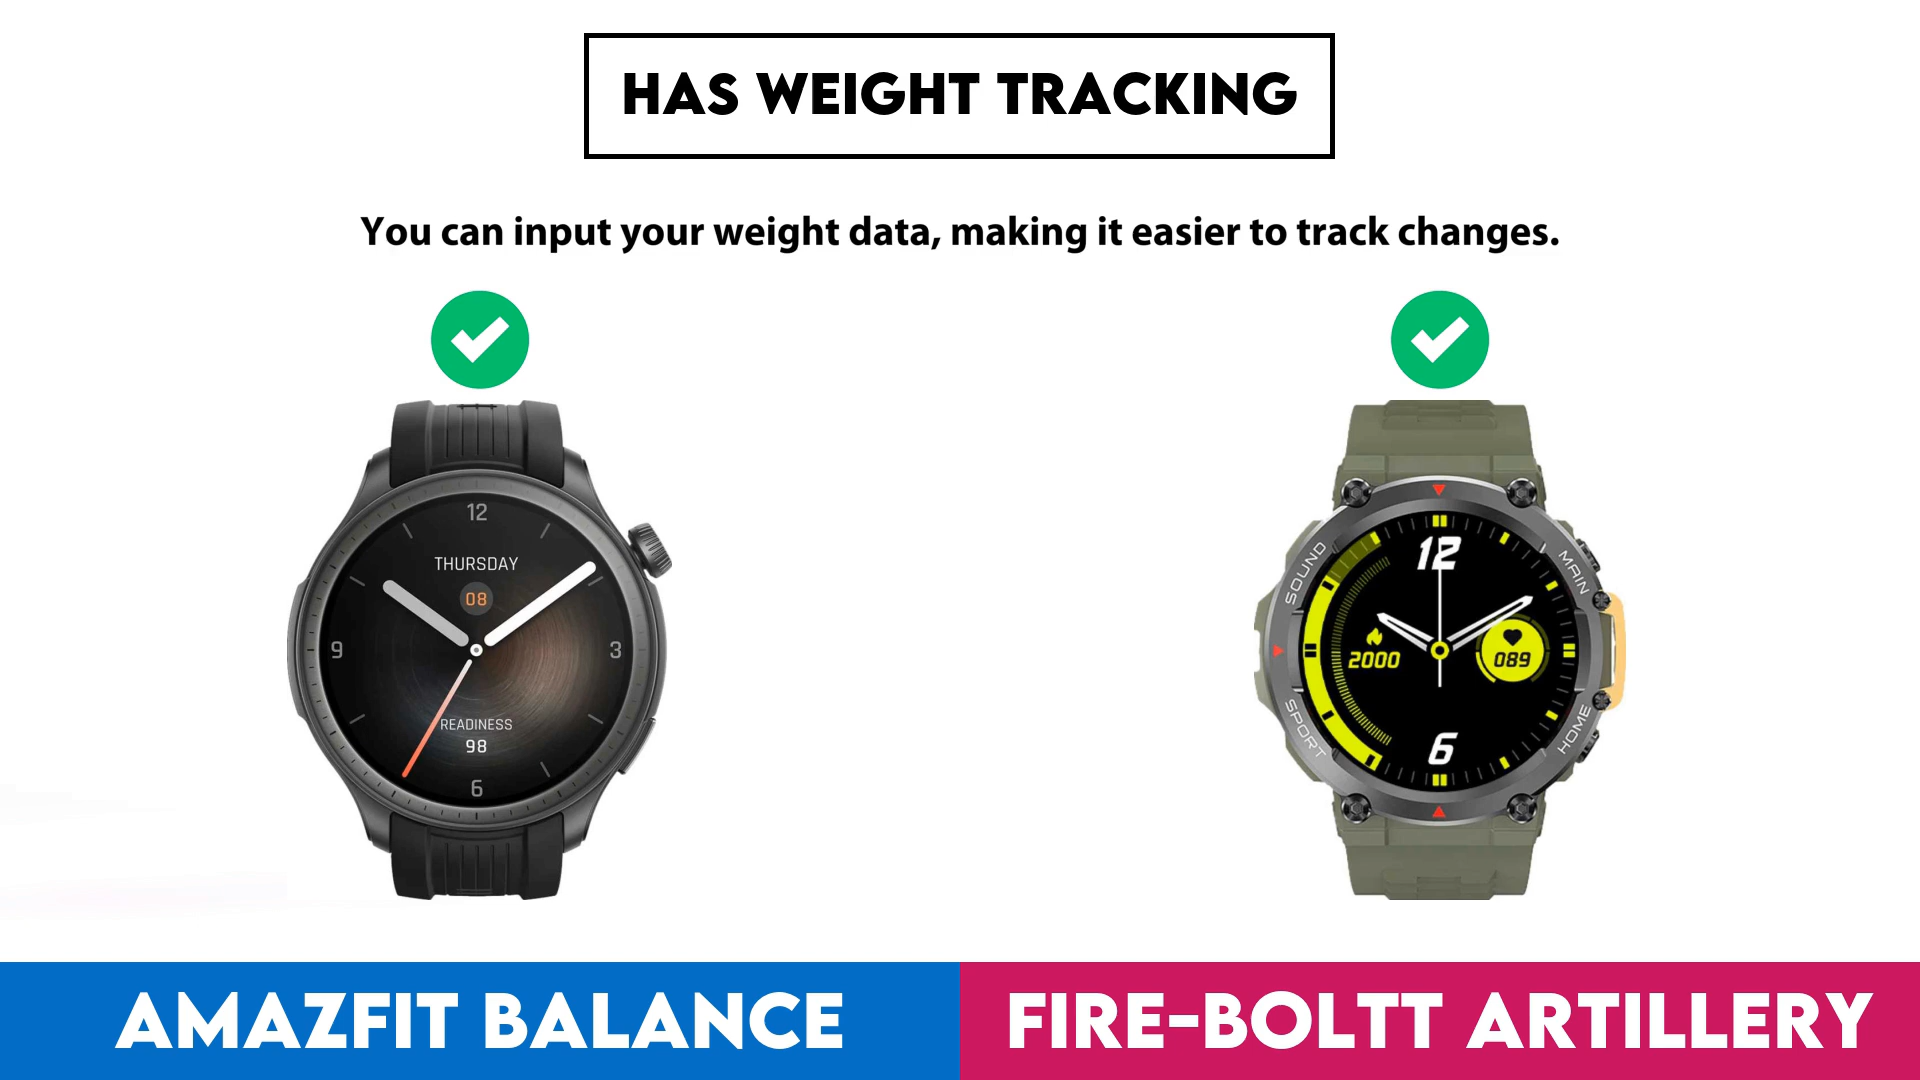 HAS WEIGHT TRACKING
You can input your weight data, making it easier to track changes.
12
THURSDAY
08
9
3
READINESS
98
6
SOUND
MAIN
12
2000
089
SPORT
HOME
6
AMAZFIT BALANCE
FIRE-BOLTT ARTILLERY